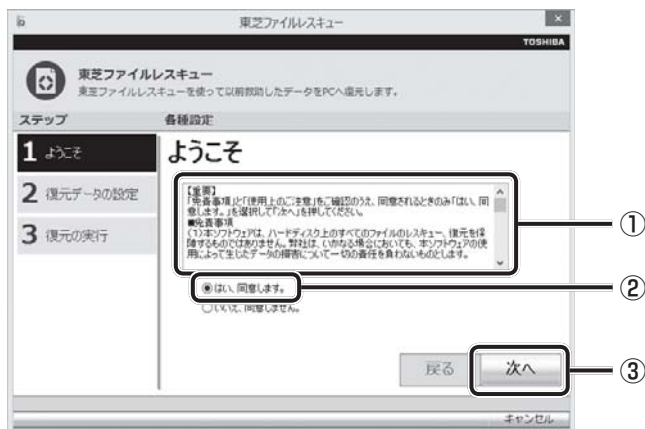 東芝ファイルレスキュー
TOSHIBA
東芝ファイルレスキュー
東芝ファイルレスキューを使って以前救助したデータをPCへ復元します。
ステップ
各種設定
1 ようこそ
2 復元データの設定
3 復元の実行
ようこそ
【重要】
「免責事項」と「使用上のご注意」をご確認のうえ、同意されるときのみ「はい、同
意します。」を選択して「次へ」を押してください。
■免責事項
(1)本ソフトウェアは、ハードディスク上のすべてのファイルのレスキュー、復元を保
障するものではありません。弊社は、いかなる場合においても、本ソフトウェアの使
用によって生じたデータの損害について一切の責任を負わないものとします。
①
はい、同意します。
②
いいえ、同意しません。
戻る
次へ
③
キャンセル